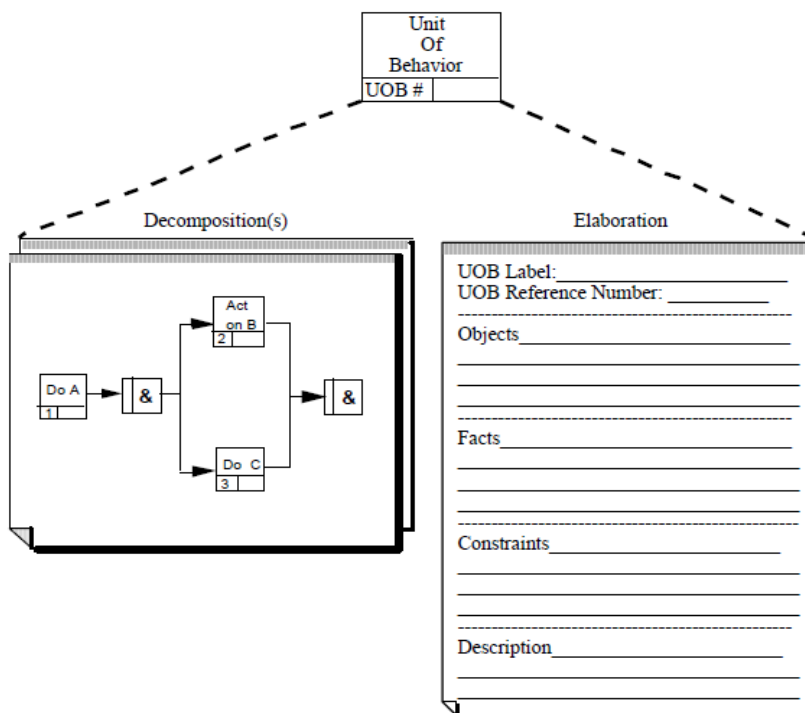 Unit
Of
Behavior
UOB #
Decomposition(s)
Act
on B
2
Do A
1
&
&
Do C
3
Elaboration
UOB Label:
UOB Reference Number:
Objects
Facts
Constraints
Description